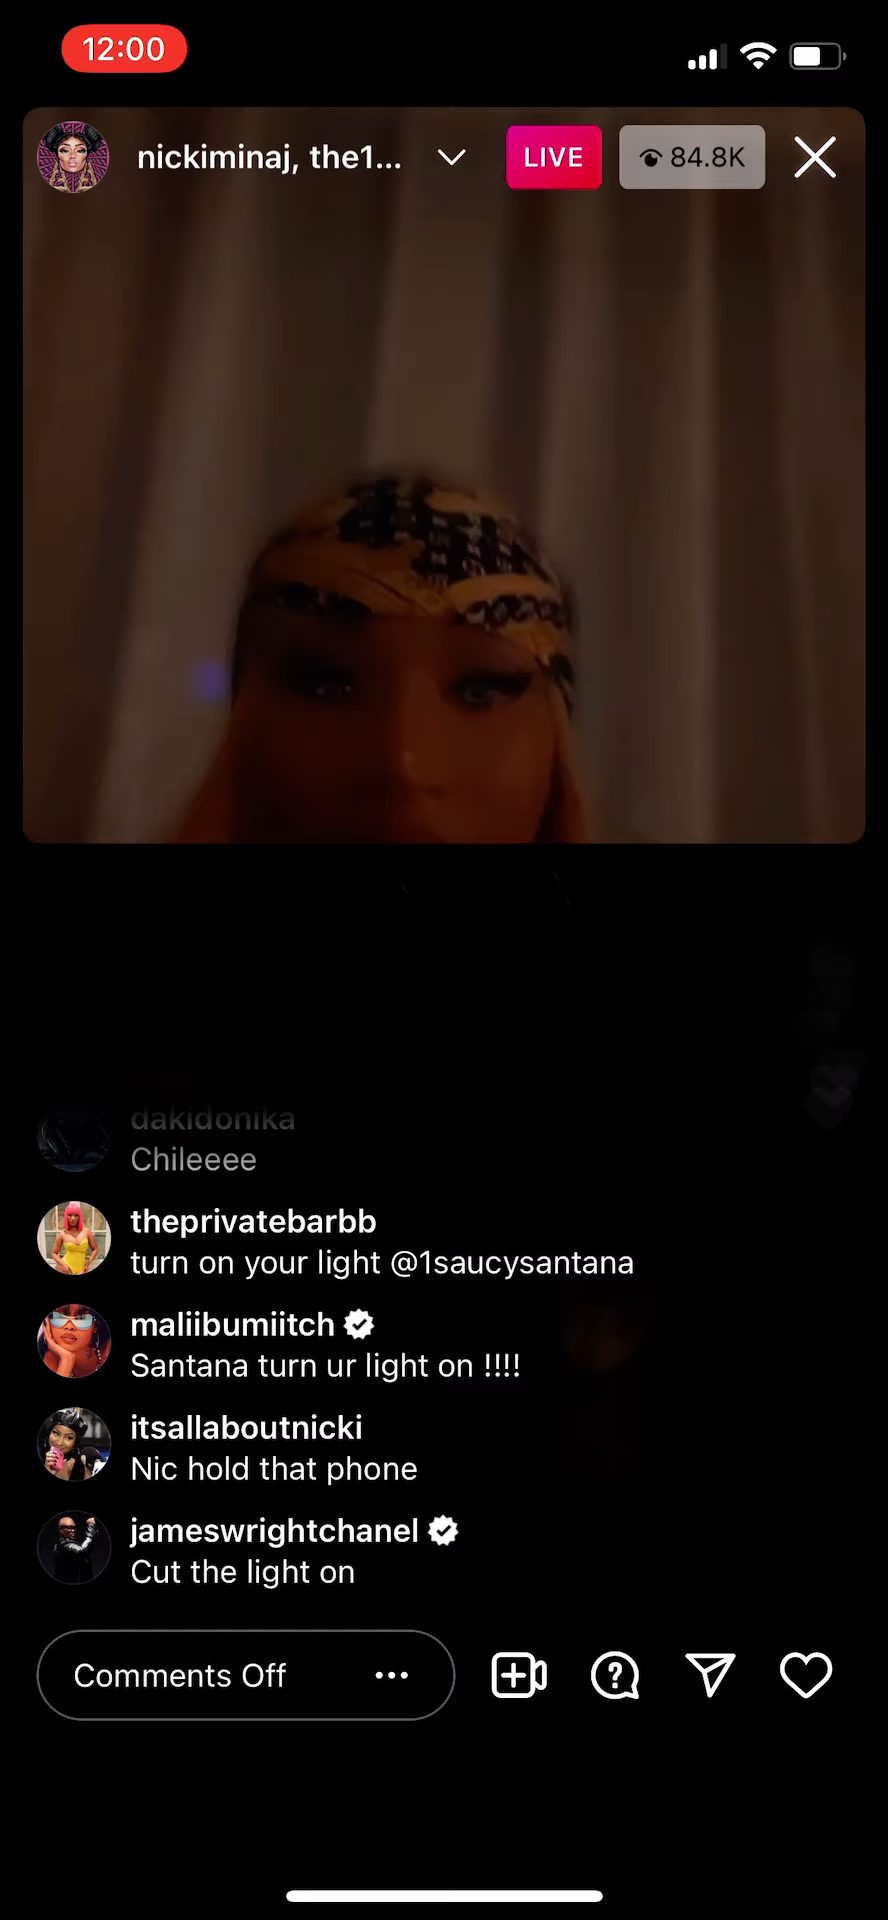 12:00
nickiminaj, the1...
LIVE
84.8K
dakidonika
Chileeee
theprivatebarbb
turn on your light @1saucysantana
maliibumiitch
Santana turn ur light on !!!!
itsallaboutnicki
Nic hold that phone
jameswrightchanel
Cut the light on
Comments Off